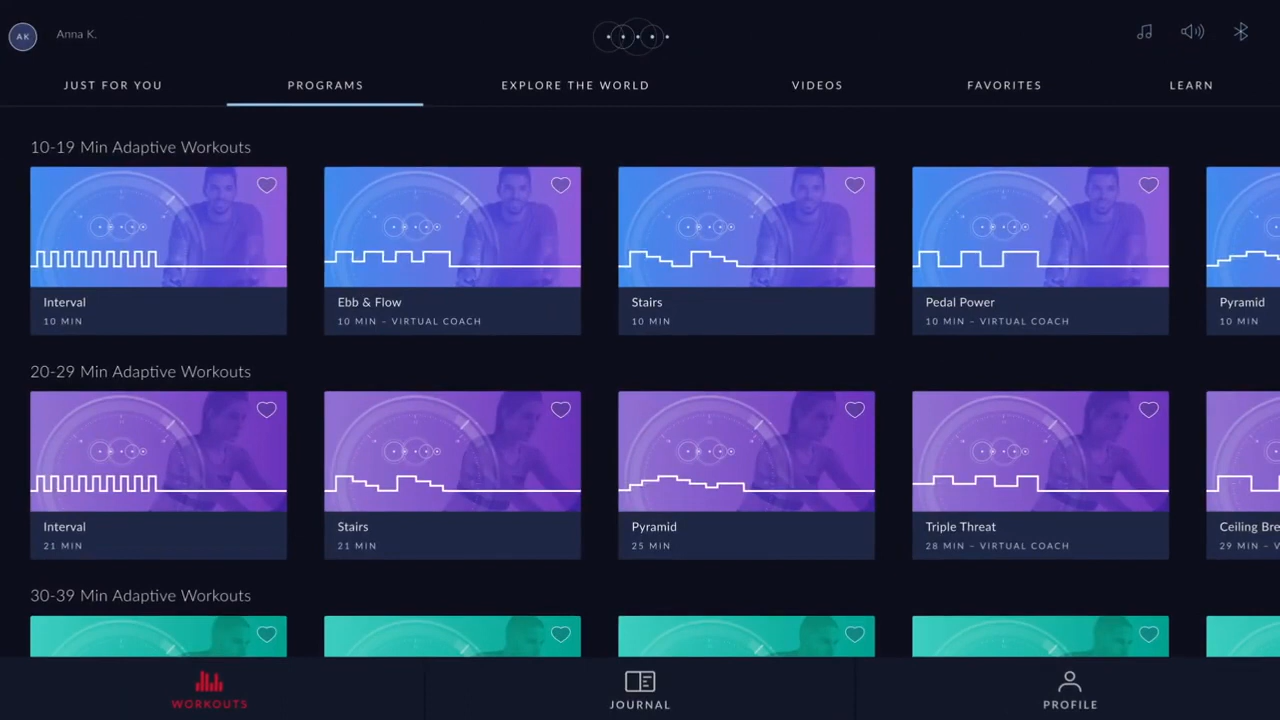 AK
Anna K.
JUST FOR YOU
PROGRAMS
EXPLORE THE WORLD
VIDEOS
FAVORITES
LEARN
10-19 Min Adaptive Workouts
Interval
10 MIN
Ebb & Flow
10 MIN – VIRTUAL COACH
Stairs
10 MIN
Pedal Power
10 MIN – VIRTUAL COACH
Pyramid
10 MIN
20-29 Min Adaptive Workouts
Interval
21 MIN
Stairs
21 MIN
Pyramid
25 MIN
Triple Threat
28 MIN – VIRTUAL COACH
Ceiling Bre
29 MIN – V
30-39 Min Adaptive Workouts
WORKOUTS
JOURNAL
PROFILE